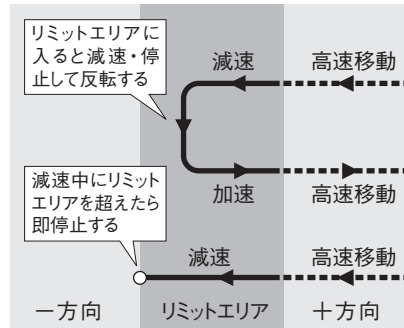 リミットエリアに
入ると減速・停
止して反転する
減速
高速移動
加速
高速移動
減速中にリミット
エリアを超えたら
即停止する
減速
高速移動
－方向
リミットエリア
＋方向